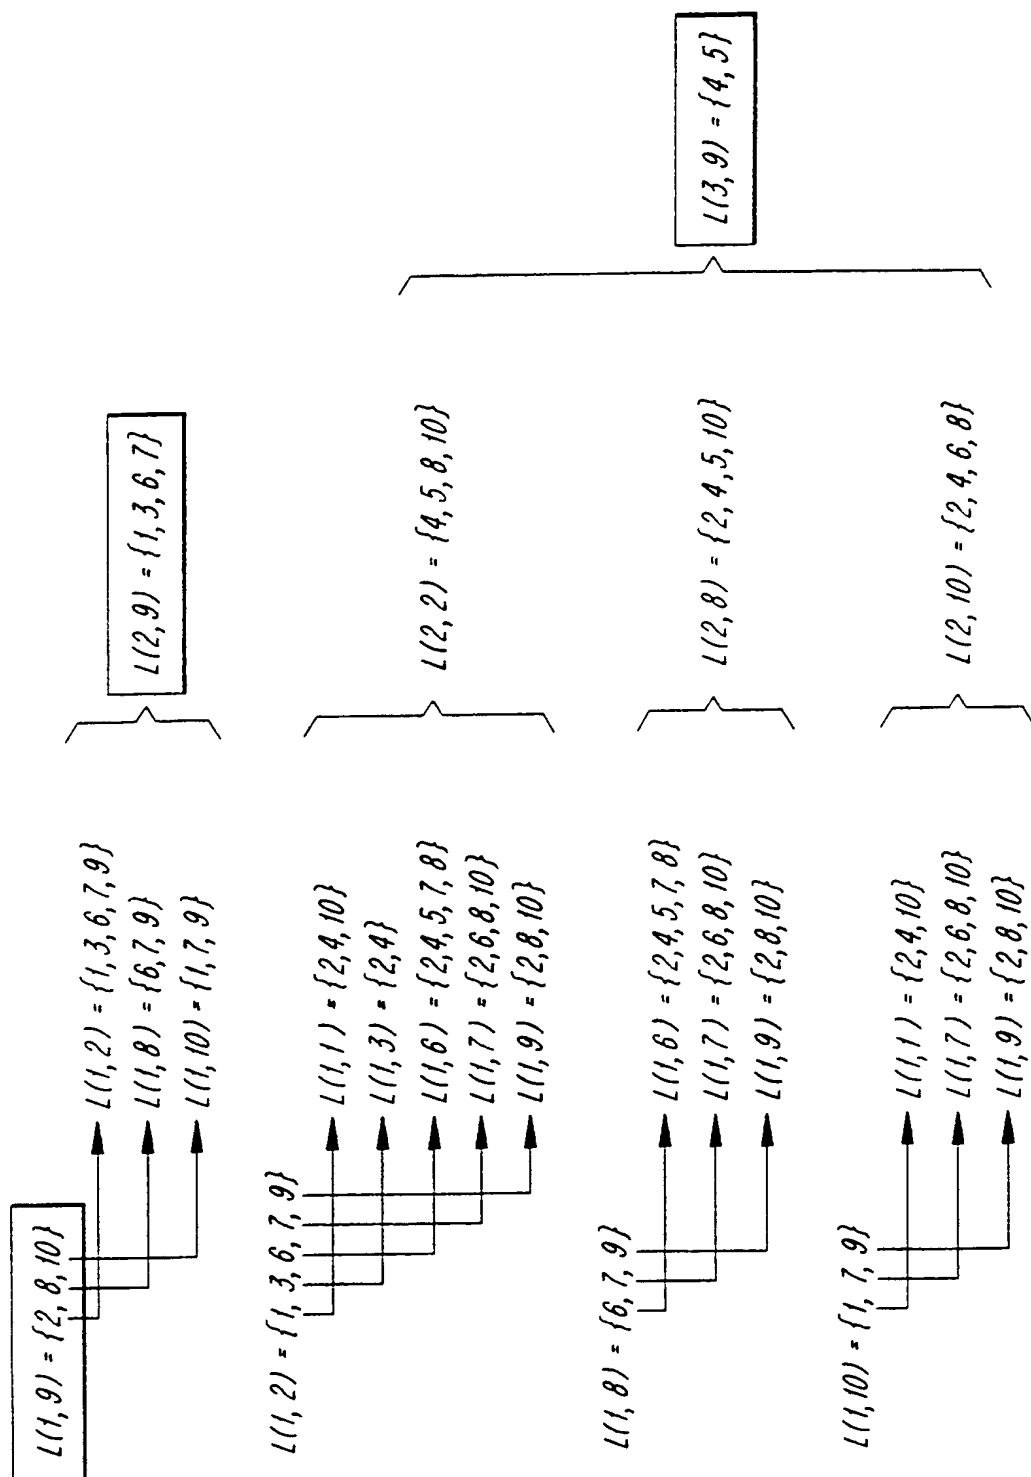 L(1,9) = {2, 8, 10}
L(1,2) = {1,3,6,7,9}
L(1,8) = {6,7,9}
L(1,10) = {1,7,9}
L(2,9) = {1,3,6,7}
L(1,2) = {1, 3, 6, 7, 9}
L(1,1) = {2,4,10}
L(1,3) = {2,4}
L(1,6) = {2,4,5,7,8}
L(1,7) = {2,6,8,10}
L(1,9) = {2,8,10}
L(2,2) = {4,5,8,10}
L(1,8) = {6, 7, 9}
L(1,6) = {2,4,5,7,8}
L(1,7) = {2,6,8,10}
L(1,9) = {2,8,10}
L(2,8) = {2,4,5,10}
L(1,10) = {1, 7, 9}
L(1,1) = {2,4,10}
L(1,7) = {2,6,8,10}
L(1,9) = {2,8,10}
L(2,10) = {2,4,6,8}
L(3,9) = {4,5}